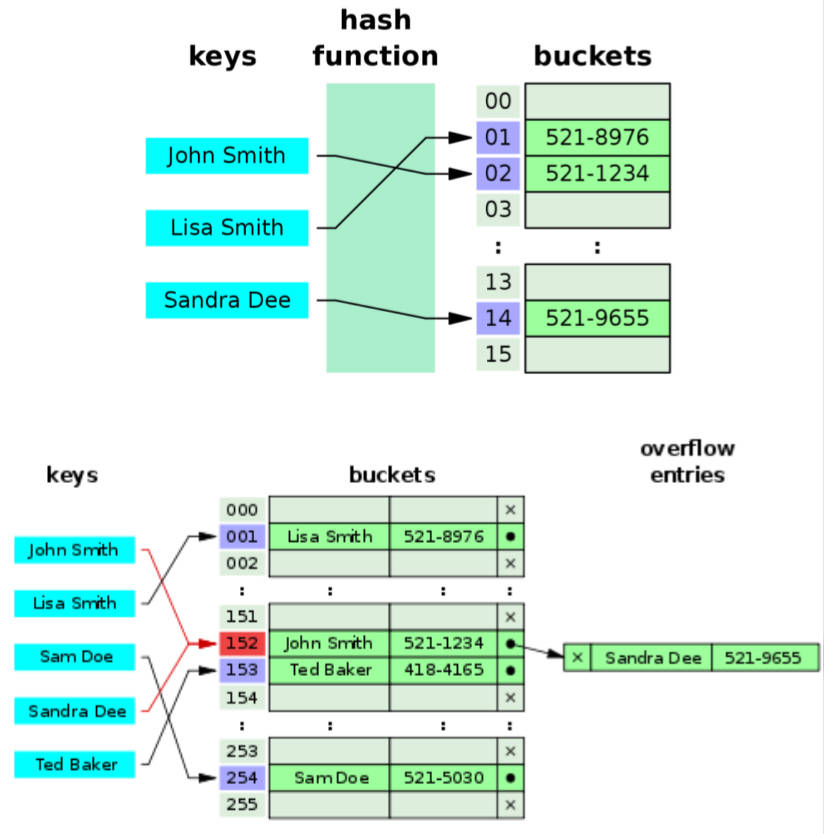 hash
keys function buckets
00
01 521-8976
John Smith
02 521-1234
03
Lisa Smith
: :
13
Sandra Dee
14 521-9655
15
overflow
keys buckets entries
000 ×
John Smith
001 Lisa Smith 521-8976 •
002 ×
Lisa Smith
: : : :
151 ×
Sam Doe
152 John Smith 521-1234 •
× Sandra Dee 521-9655
153 Ted Baker 418-4165 •
154 ×
Sandra Dee
: : : :
253 ×
Ted Baker
254 Sam Doe 521-5030 •
255 ×